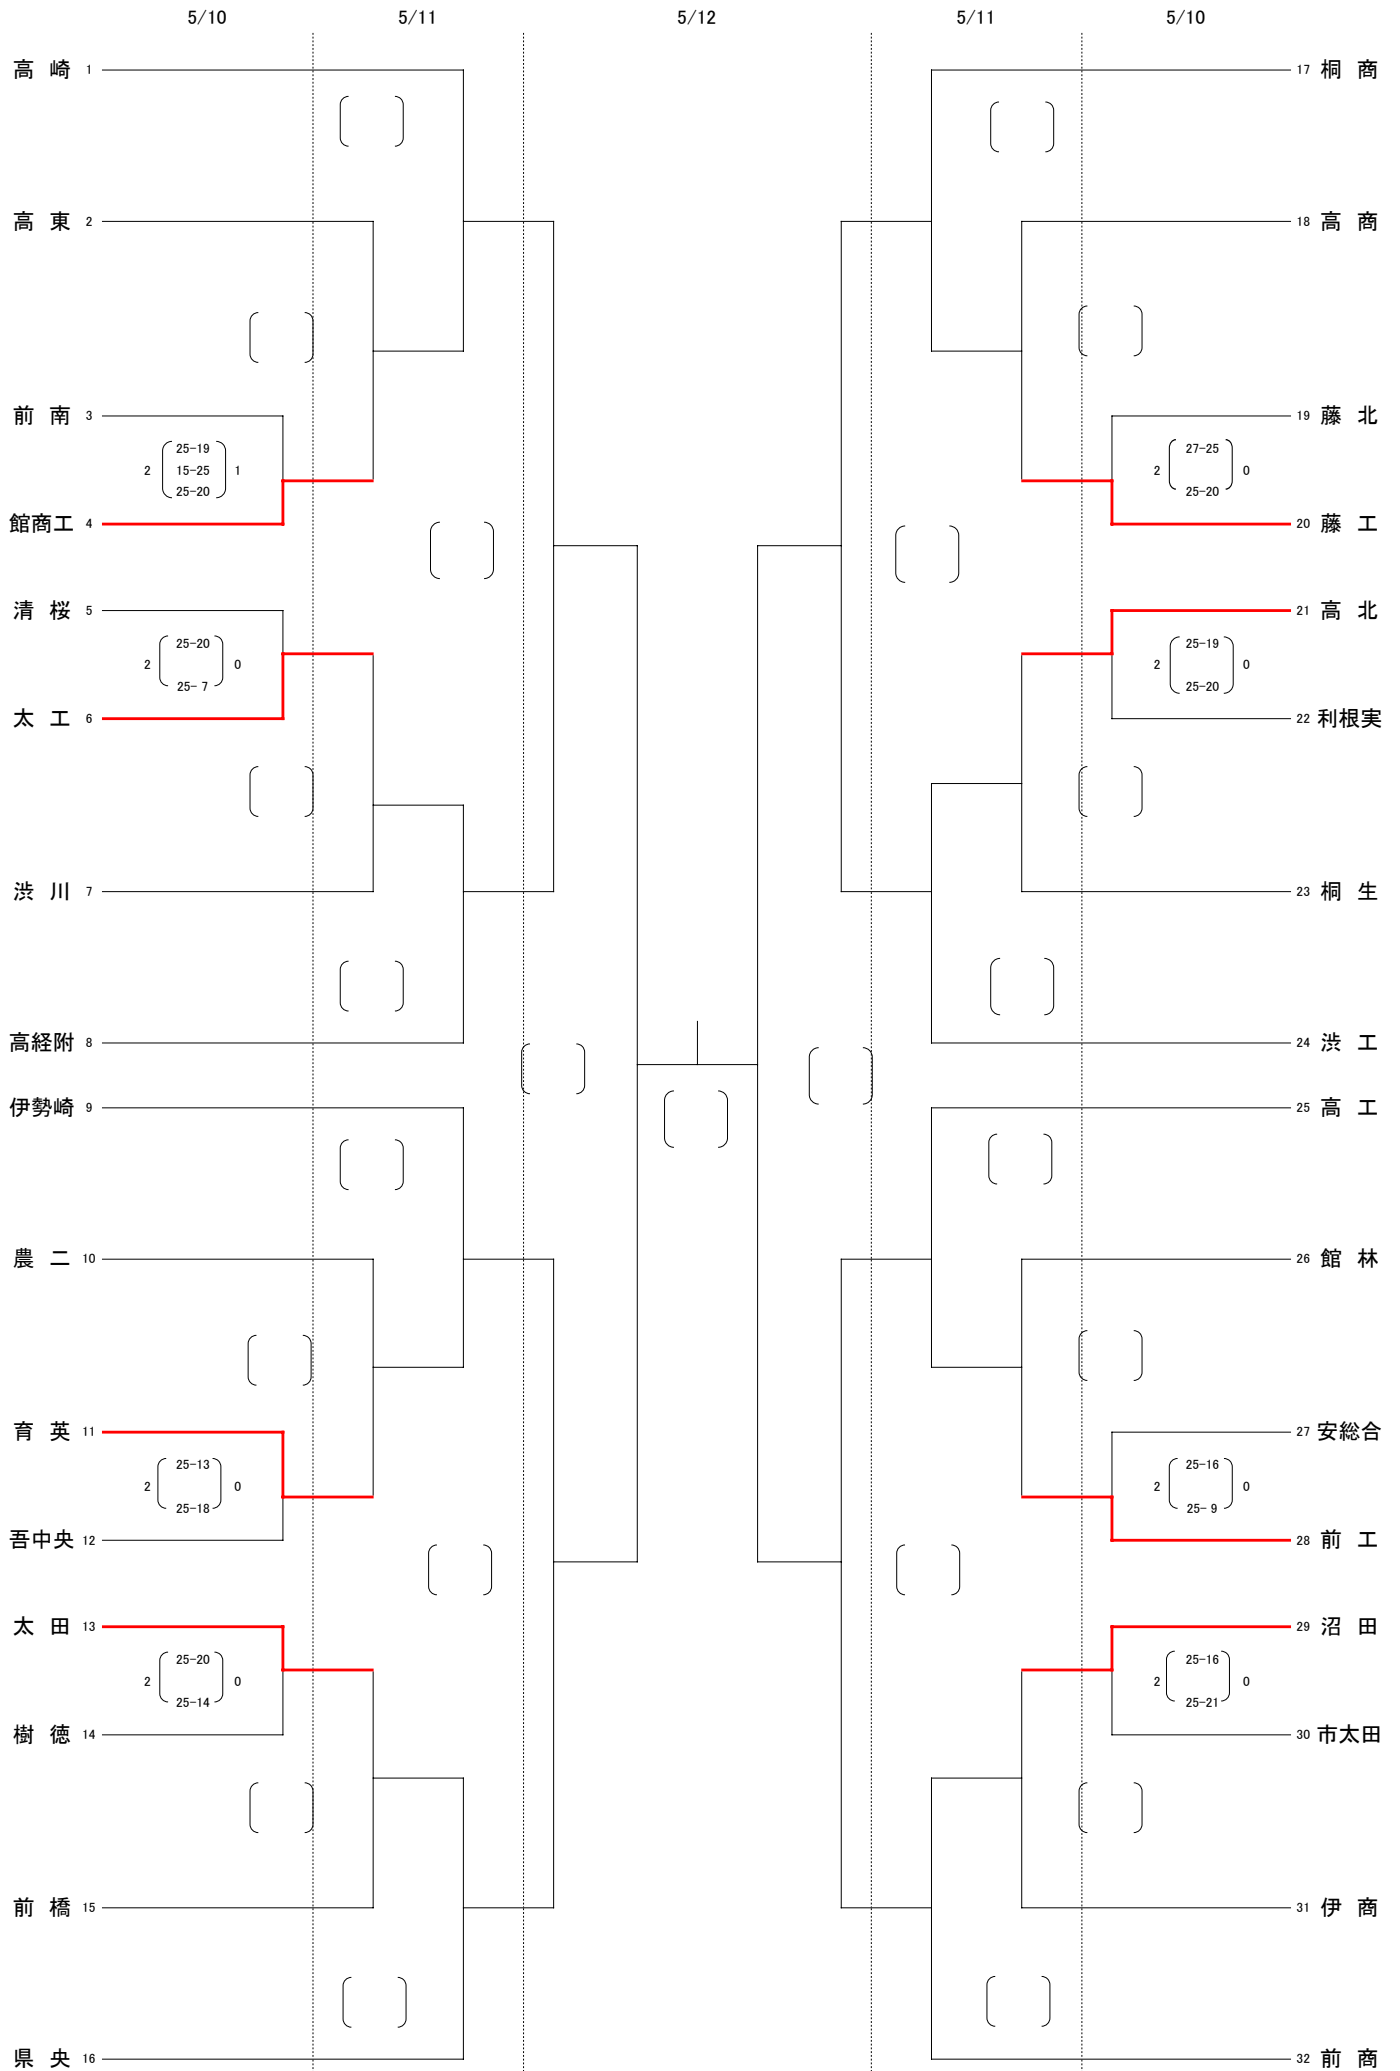 5/10 5/11 5/12 5/11 5/10
高 崎 1 17 桐 商
高 東 2 18 高 商
前 南 3 19 藤 北
25-19 27-25
2 15-25 1 2 0
25-20 25-20
館商工 4 20 藤 工
清 桜 5 21 高 北
25-20 25-19
2 0 2 0
25- 7 25-20
太 工 6 22 利根実
渋 川 7 23 桐 生
高経附 8 24 渋 工
伊勢崎 9 25 高 工
農 二 10 26 館 林
育 英 11 27 安総合
25-13 25-16
2 0 2 0
25-18 25- 9
吾中央 12 28 前 工
太 田 13 29 沼 田
25-20 25-16
2 0 2 0
25-14 25-21
樹 徳 14 30 市太田
前 橋 15 31 伊 商
県 央 16 32 前 商